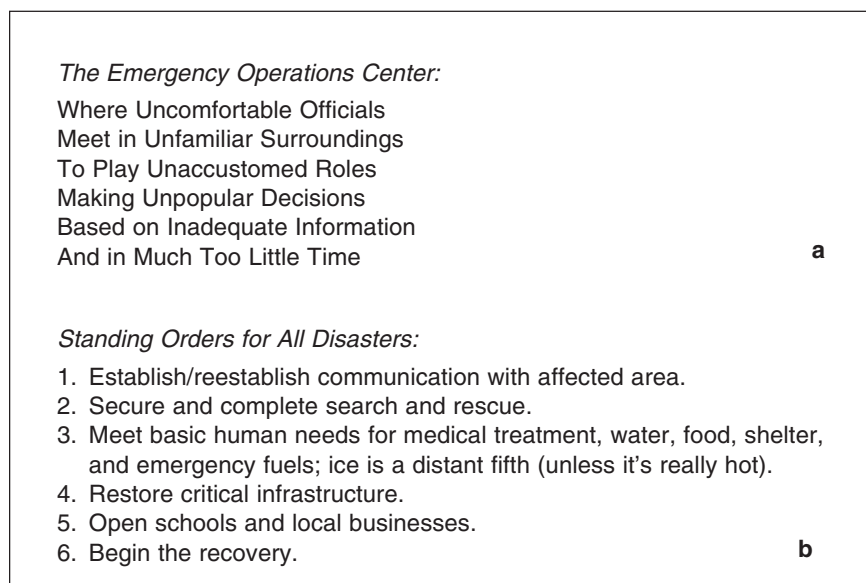 The Emergency Operations Center:
Where Uncomfortable Officials
Meet in Unfamiliar Surroundings
To Play Unaccustomed Roles
Making Unpopular Decisions
Based on Inadequate Information
And in Much Too Little Time
a
Standing Orders for All Disasters:
1. Establish/reestablish communication with affected area.
2. Secure and complete search and rescue.
3. Meet basic human needs for medical treatment, water, food, shelter,
and emergency fuels; ice is a distant fifth (unless it's really hot).
4. Restore critical infrastructure.
5. Open schools and local businesses.
6. Begin the recovery.
b